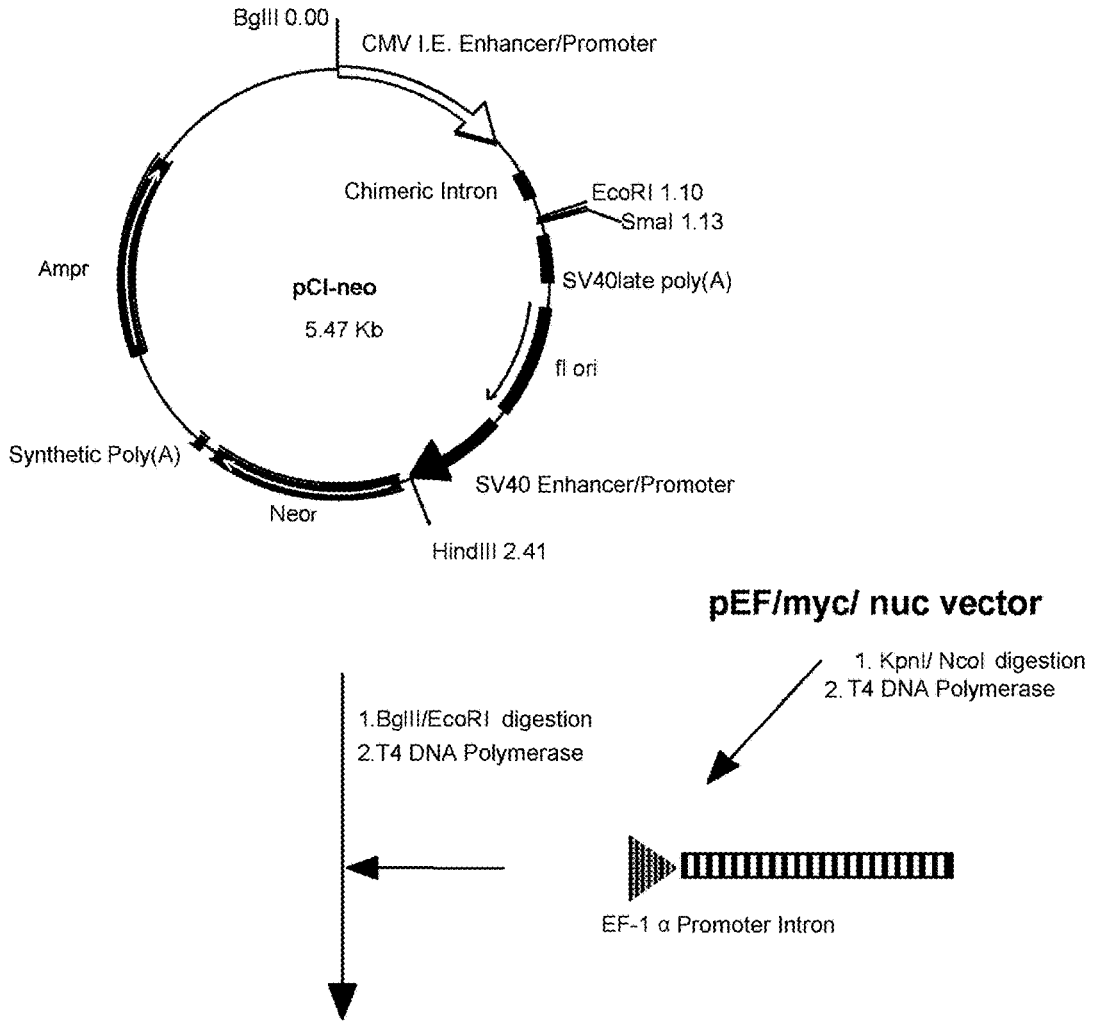 BglII 0.00
CMV I.E. Enhancer/Promoter
Chimeric Intron
EcoRI 1.10
SmaI 1.13
Ampr
pCI-neo
5.47 Kb
SV40late poly(A)
fl ori
Synthetic Poly(A)
SV40 Enhancer/Promoter
Neor
HindIII 2.41
pEF/myc/ nuc vector
1. KpnI/ NcoI digestion
2. T4 DNA Polymerase
1.BglII/EcoRI digestion
2.T4 DNA Polymerase
EF-1 α Promoter Intron